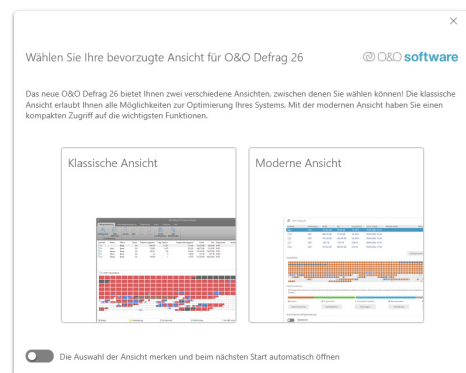 Wählen Sie Ihre bevorzugte Ansicht für O&O Defrag 26
O&O software
Das neue O&O Defrag 26 bietet Ihnen zwei verschiedene Ansichten, zwischen denen Sie wählen können! Die klassische
Ansicht erlaubt Ihnen alle Möglichkeiten zur Optimierung Ihres Systems. Mit der modernen Ansicht haben Sie einen
kompakten Zugriff auf die wichtigsten Funktionen.
Klassische Ansicht
Moderne Ansicht
Die Auswahl der Ansicht merken und beim nächsten Start automatisch öffnen